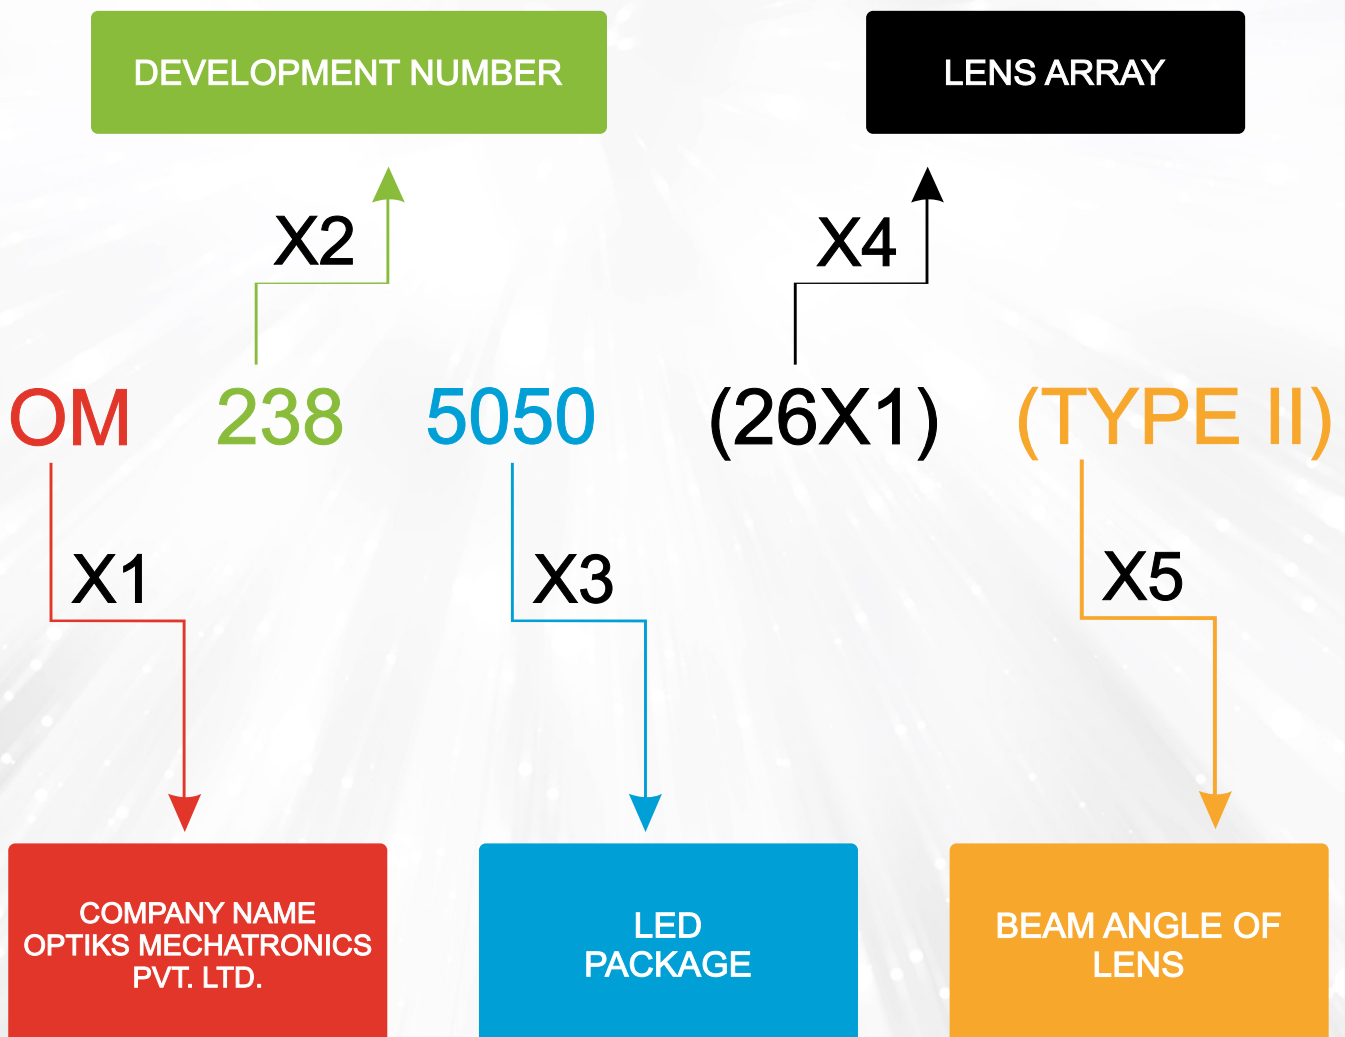 DEVELOPMENT NUMBER
LENS ARRAY
X2
X4
OM 238 5050 (26X1) (TYPE II)
X1
X3
X5
COMPANY NAME
OPTIKS MECHATRONICS
PVT. LTD.
LED
PACKAGE
BEAM ANGLE OF
LENS